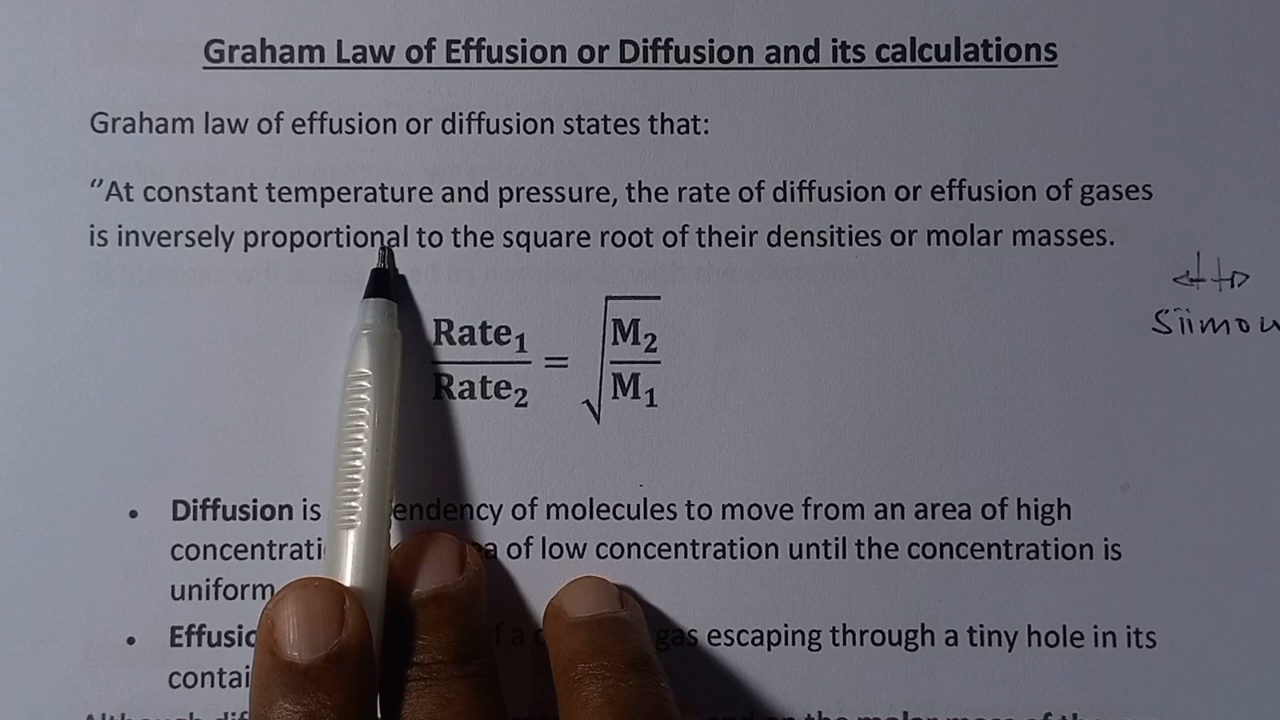 Graham Law of Effusion or Diffusion and its calculations
Graham law of effusion or diffusion states that:
“At constant temperature and pressure, the rate of diffusion or effusion of gases
is inversely proportional to the square root of their densities or molar masses.
Rate₁ / Rate₂ = √(M₂ / M₁)
Siimou
• Diffusion is endency of molecules to move from an area of high
concentrati of low concentration until the concentration is
uniform
• Effusio gas escaping through a tiny hole in its
contai